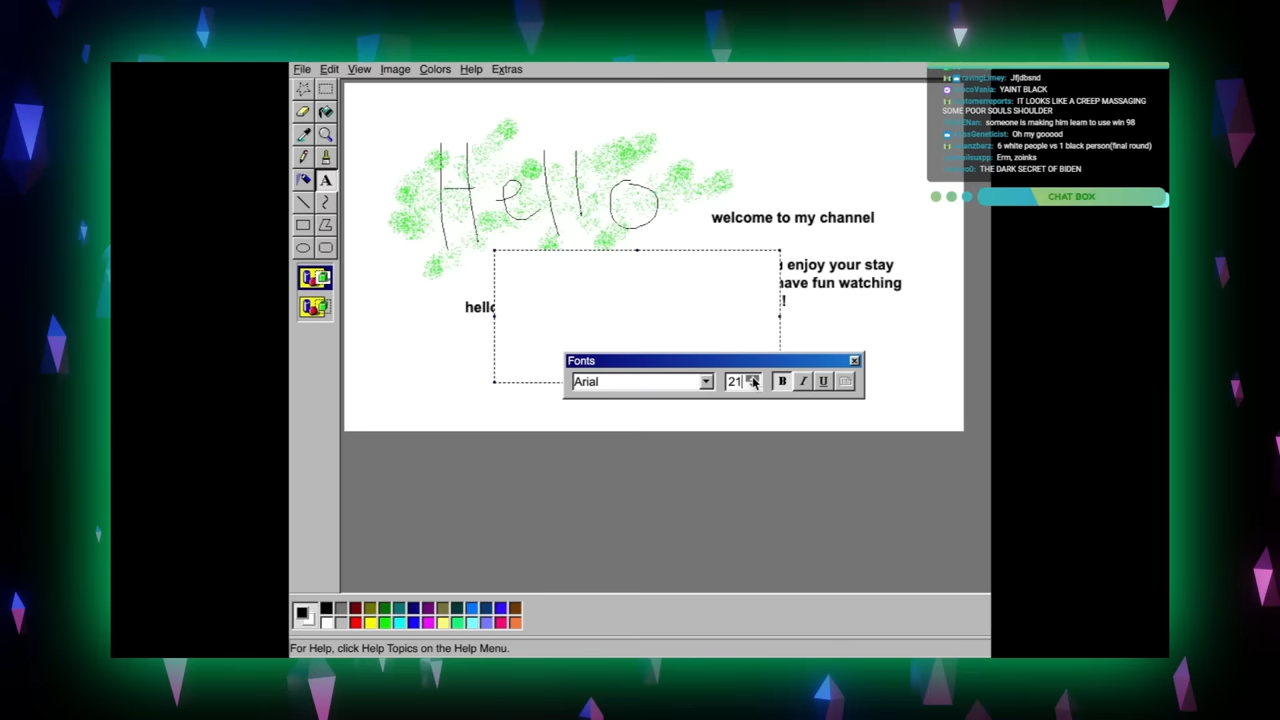 File Edit View Image Colors Help Extras
Hello
welcome to my channel
enjoy your stay
have fun watching
!
hello
Fonts
Arial
21
B I U
For Help, click Help Topics on the Help Menu.
Jfjdbsnd
YAINT BLACK
IT LOOKS LIKE A CREEP MASSAGING
SOME POOR SOULS SHOULDER
someone is making him learn to use win 98
Oh my gooood
6 white people vs 1 black person(final round)
Erm, zoinks
THE DARK SECRET OF BIDEN
CHAT BOX